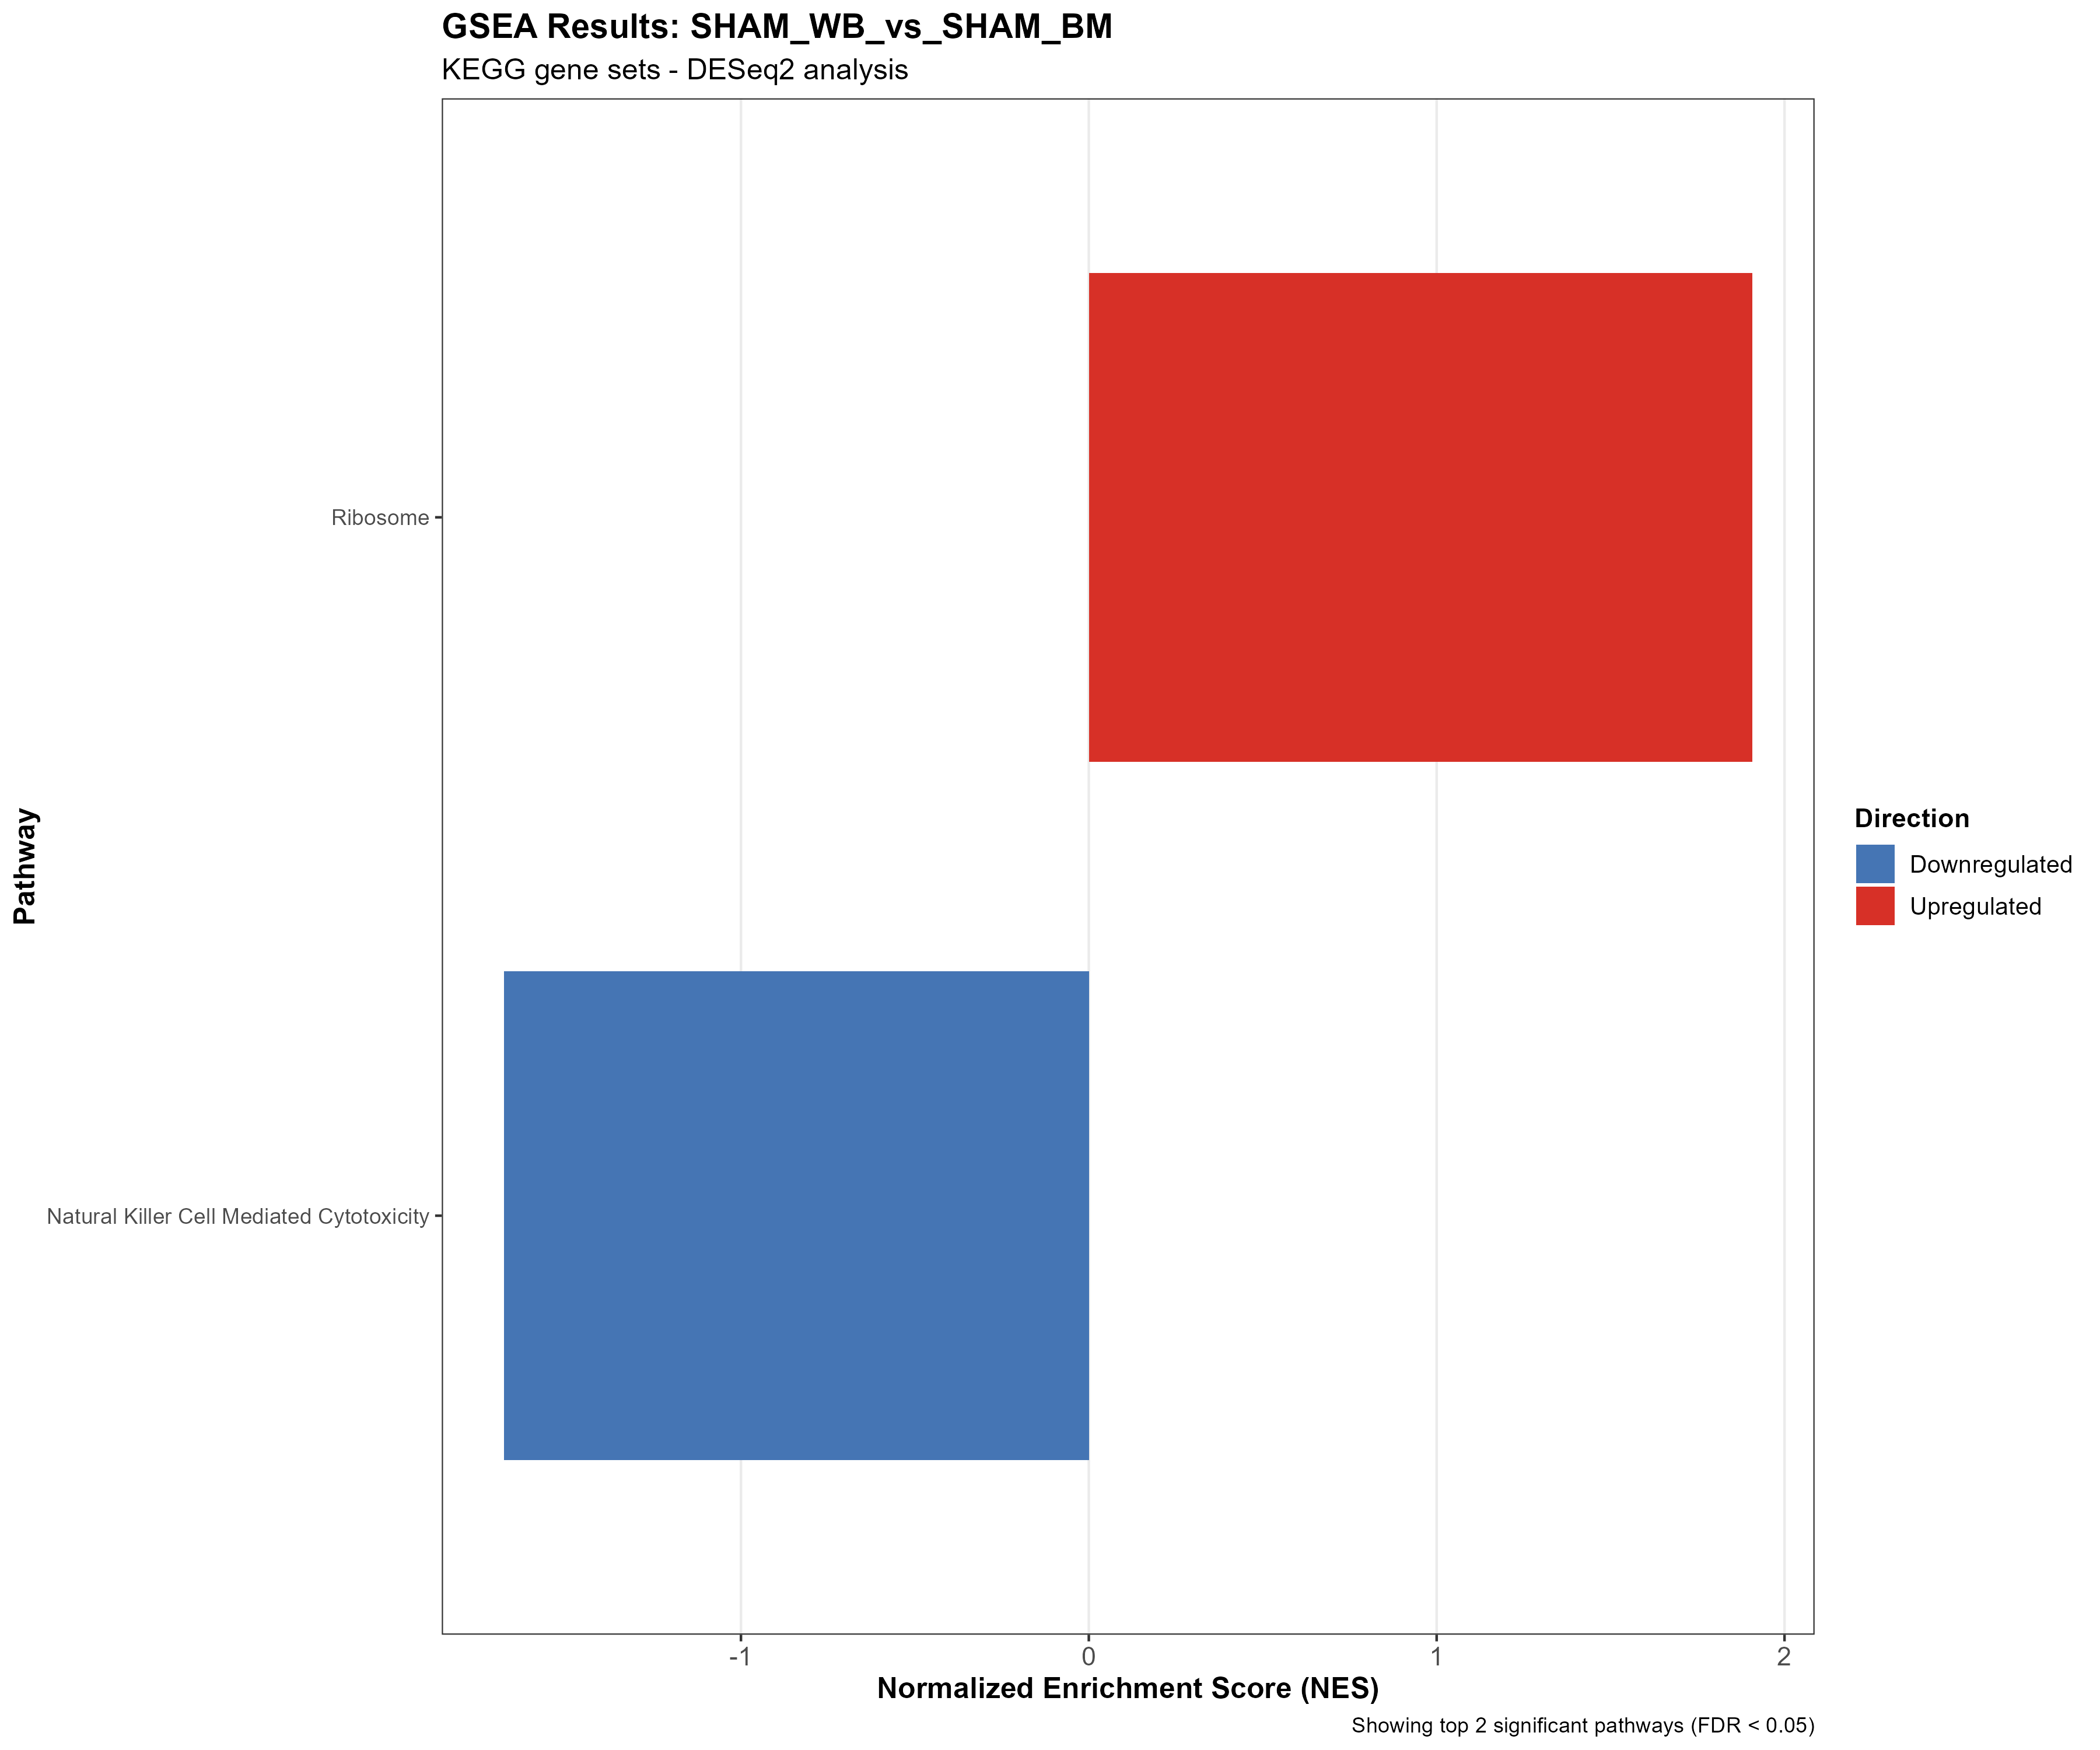 GSEA Results: SHAM_WB_vs_SHAM_BM
KEGG gene sets - DESeq2 analysis
Pathway
Ribosome
Natural Killer Cell Mediated Cytotoxicity
Direction
Downregulated
Upregulated
-1 0 1 2
Normalized Enrichment Score (NES)
Showing top 2 significant pathways (FDR < 0.05)